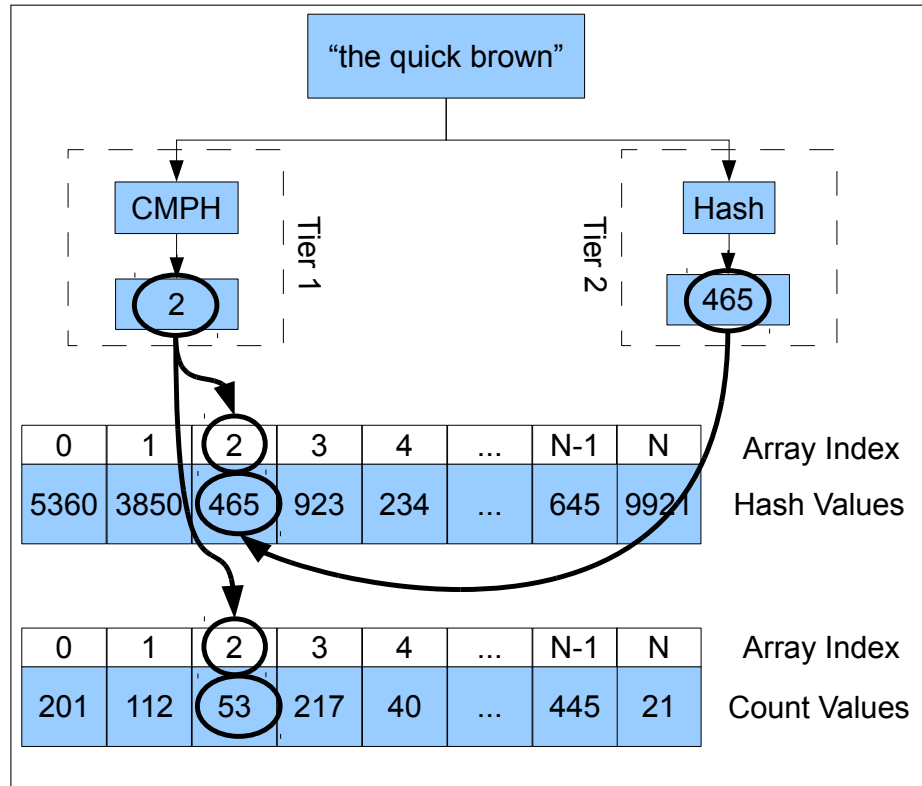 “the quick brown”
CMPH
Hash
Tier 1
Tier 2
2
465
0 1 2 3 4 ... N-1 N Array Index
5360 3850 465 923 234 ... 645 9921 Hash Values
0 1 2 3 4 ... N-1 N Array Index
201 112 53 217 40 ... 445 21 Count Values